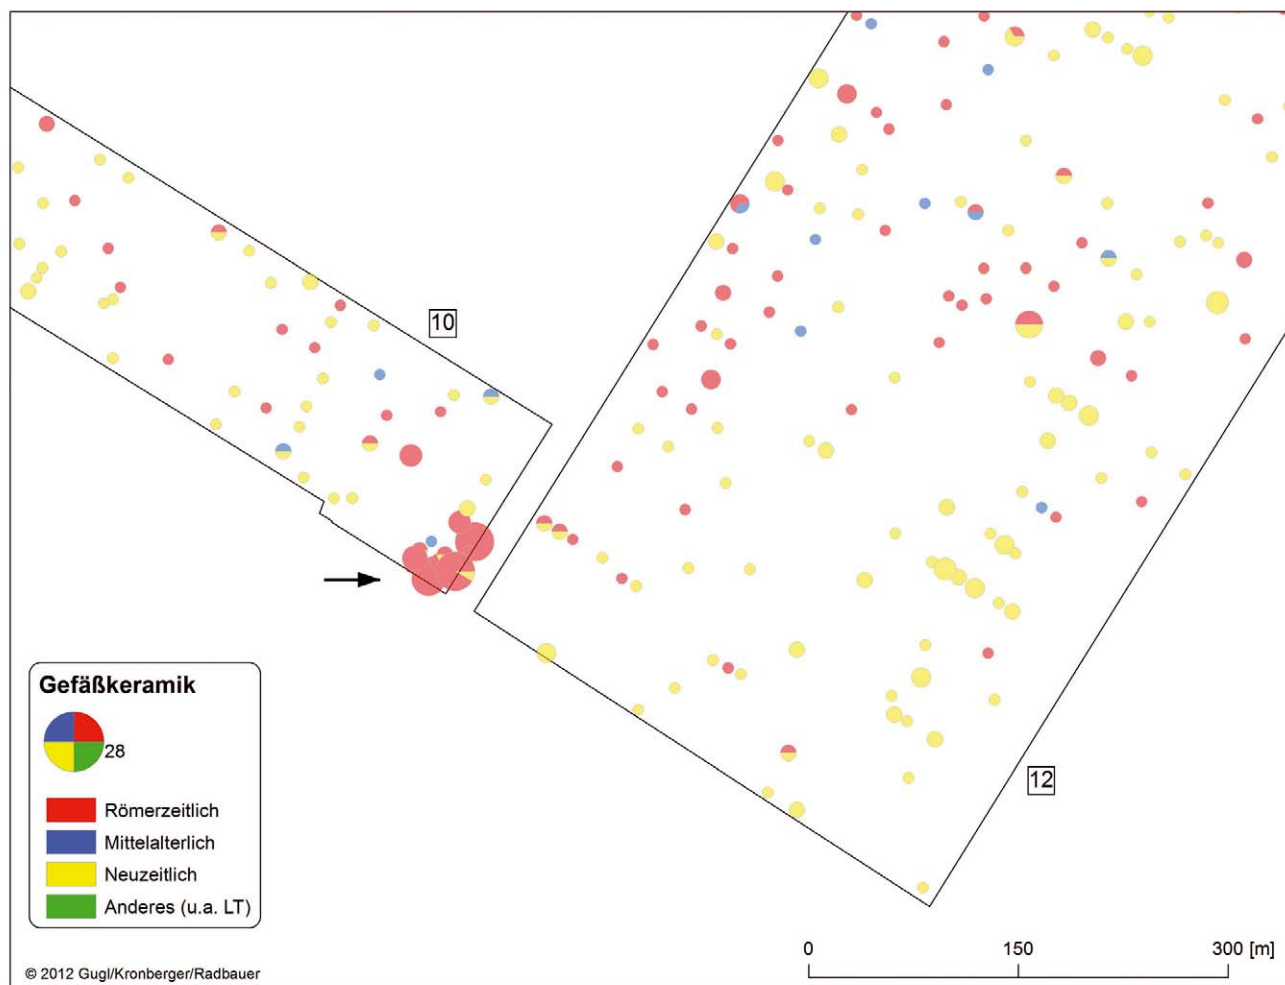 10
12
Gefäßkeramik
28
Römerzeitlich
Mittelalterlich
Neuzeitlich
Anderes (u.a. LT)
© 2012 Gugl/Kronberger/Radbauer
0 150 300 [m]